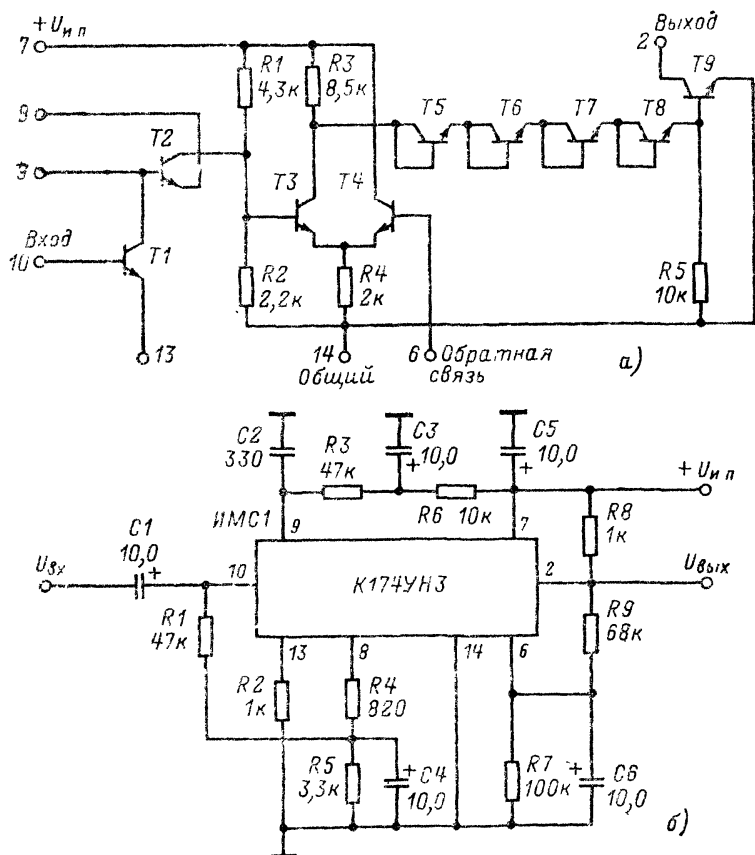 + Uип
7
R1
4,3к
R3
8,5к
Выход
2
T9
9
T2
T5
T6
T7
T8
3
T3
T4
Вход
10
T1
R2
2,2к
R4
2к
R5
10к
13
14
Общий
6
Обратная
связь
а)
C2
330
R3
47к
C3
10,0
+
C5
10,0
+
+ Uип
ИМС1
9
R6 10к
7
R8
1к
C1
10,0
+
Uвх
10
К174УН3
2
Uвых
R1
47к
R9
68к
13
8
14
6
R2
1к
R4
820
R5
3,3к
+
C4
10,0
R7
100к
+
C6
10,0
б)